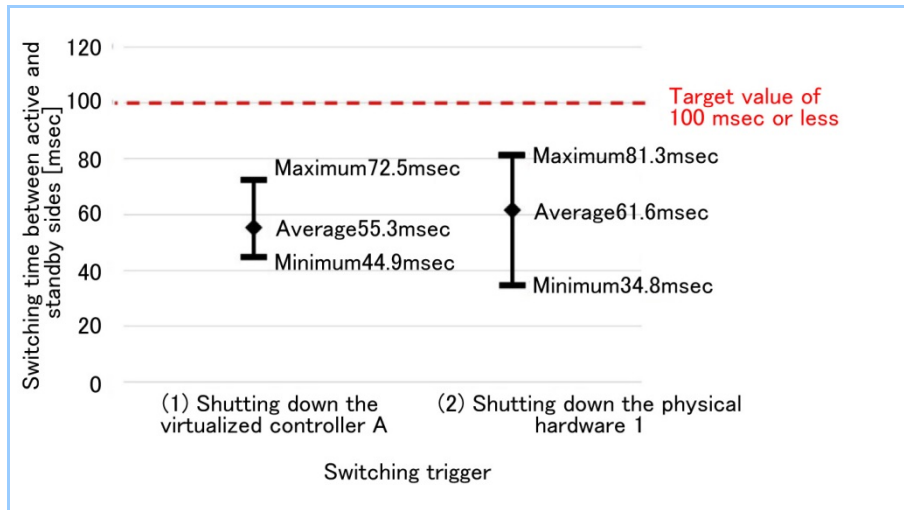 Switching time between active and
standby sides [msec]
120
100
80
60
40
20
0
Target value of
100 msec or less
Maximum72.5msec
Average55.3msec
Minimum44.9msec
Maximum81.3msec
Average61.6msec
Minimum34.8msec
(1) Shutting down the
virtualized controller A
(2) Shutting down the physical
hardware 1
Switching trigger